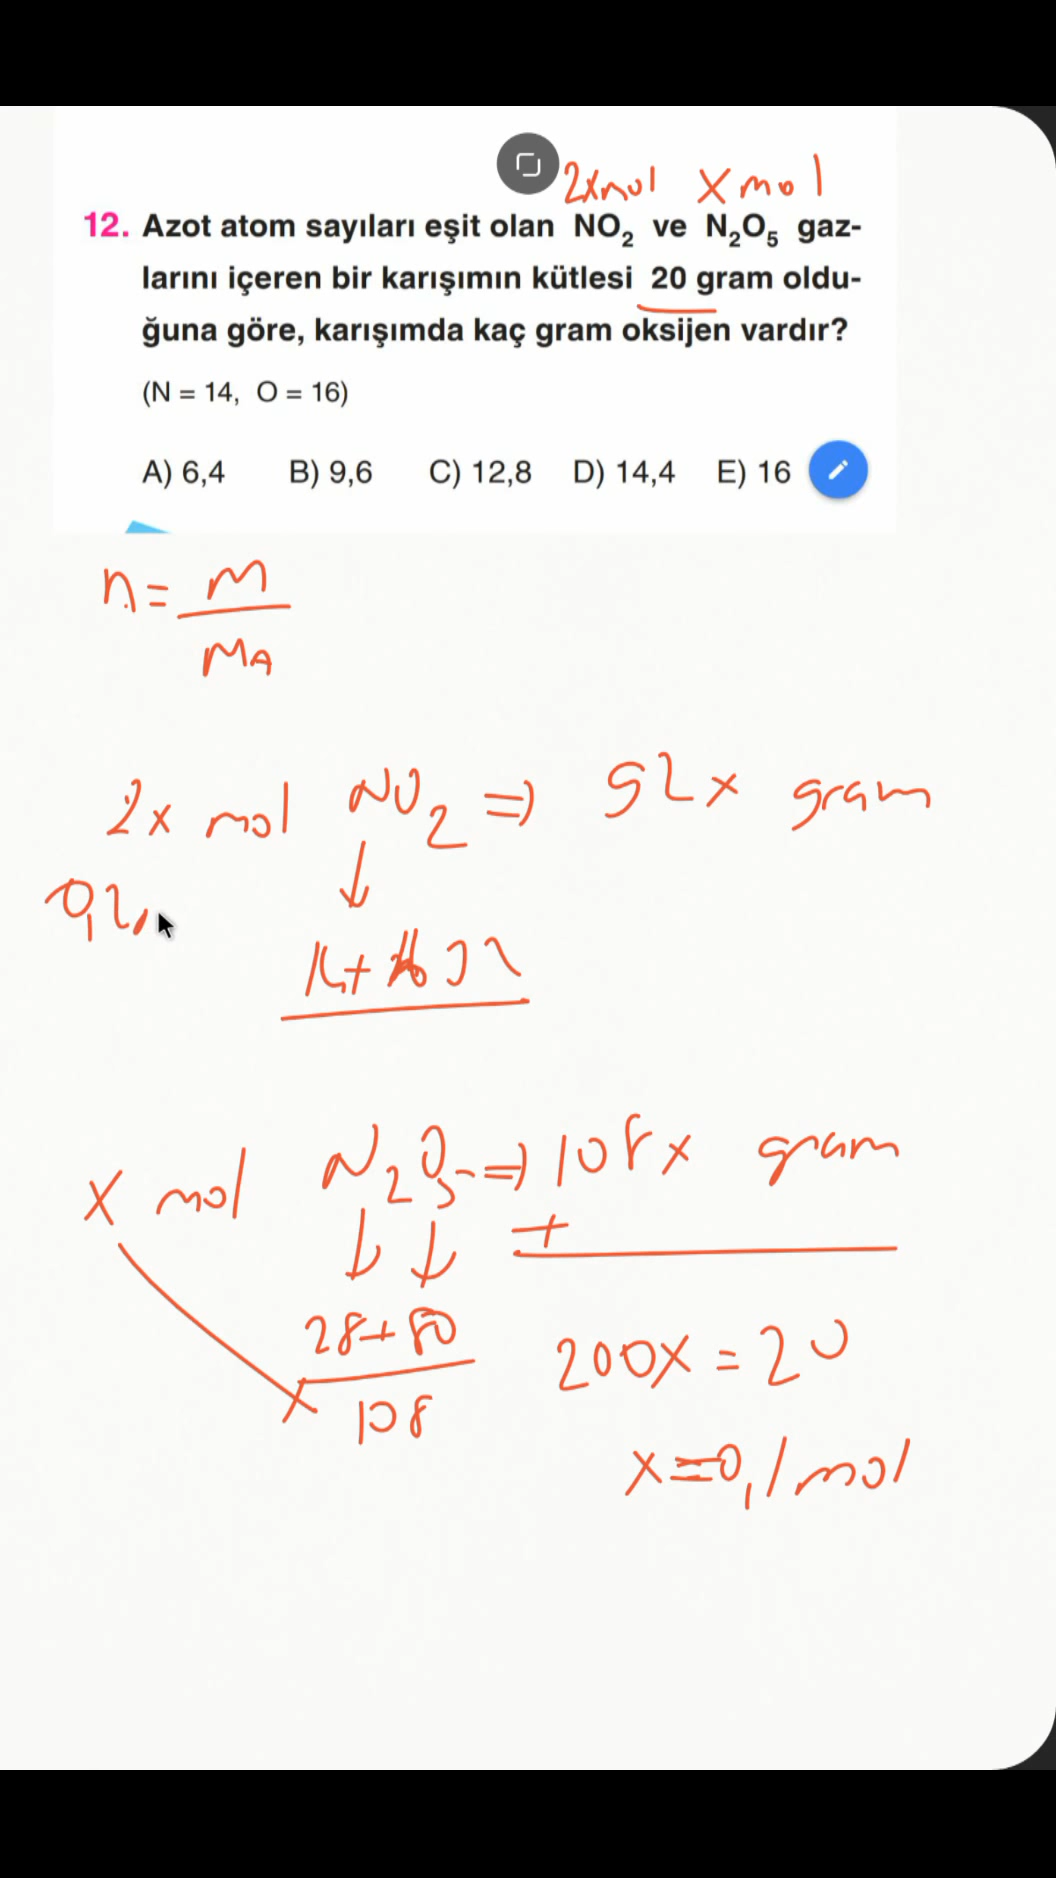 2xmol xmol
12. Azot atom sayıları eşit olan NO₂ ve N₂O₅ gaz-
larını içeren bir karışımın kütlesi 20 gram oldu-
ğuna göre, karışımda kaç gram oksijen vardır?
(N = 14, O = 16)
A) 6,4 B) 9,6 C) 12,8 D) 14,4 E) 16
n = m
MA
2x mol NO₂ ⇒ 92x gram
↓
0,2
14+ 32
x mol N₂O₅ ⇒ 108x gram
↓ ↓ +
28+80
200x = 20
x 108
x=0,1 mol